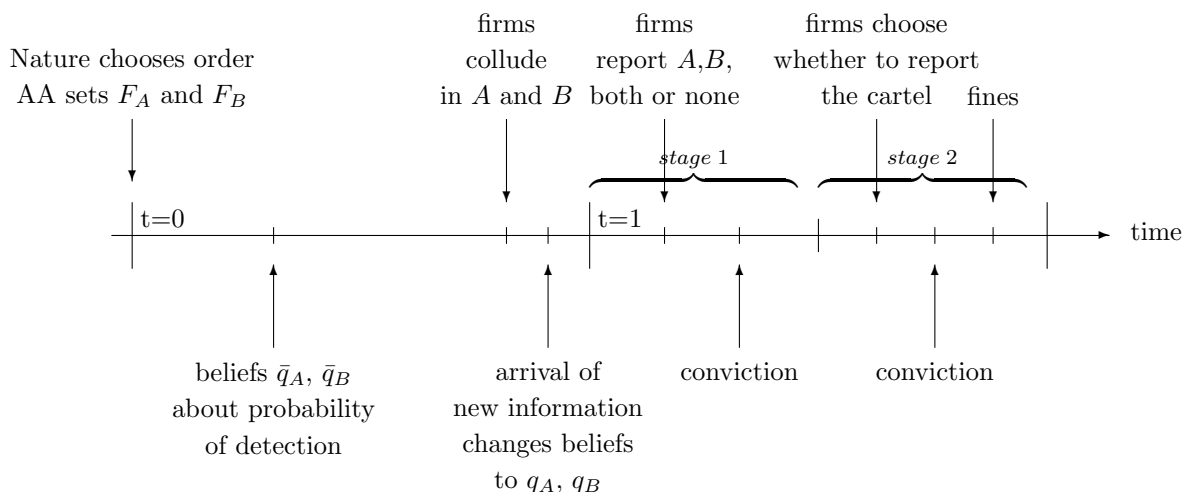 Nature chooses order
AA sets F_A and F_B
firms
collude
in A and B
firms
report A,B,
both or none
firms choose
whether to report
the cartel
fines
stage 1
stage 2
t=0
t=1
time
beliefs q̄_A, q̄_B
about probability
of detection
arrival of
new information
changes beliefs
to q_A, q_B
conviction
conviction